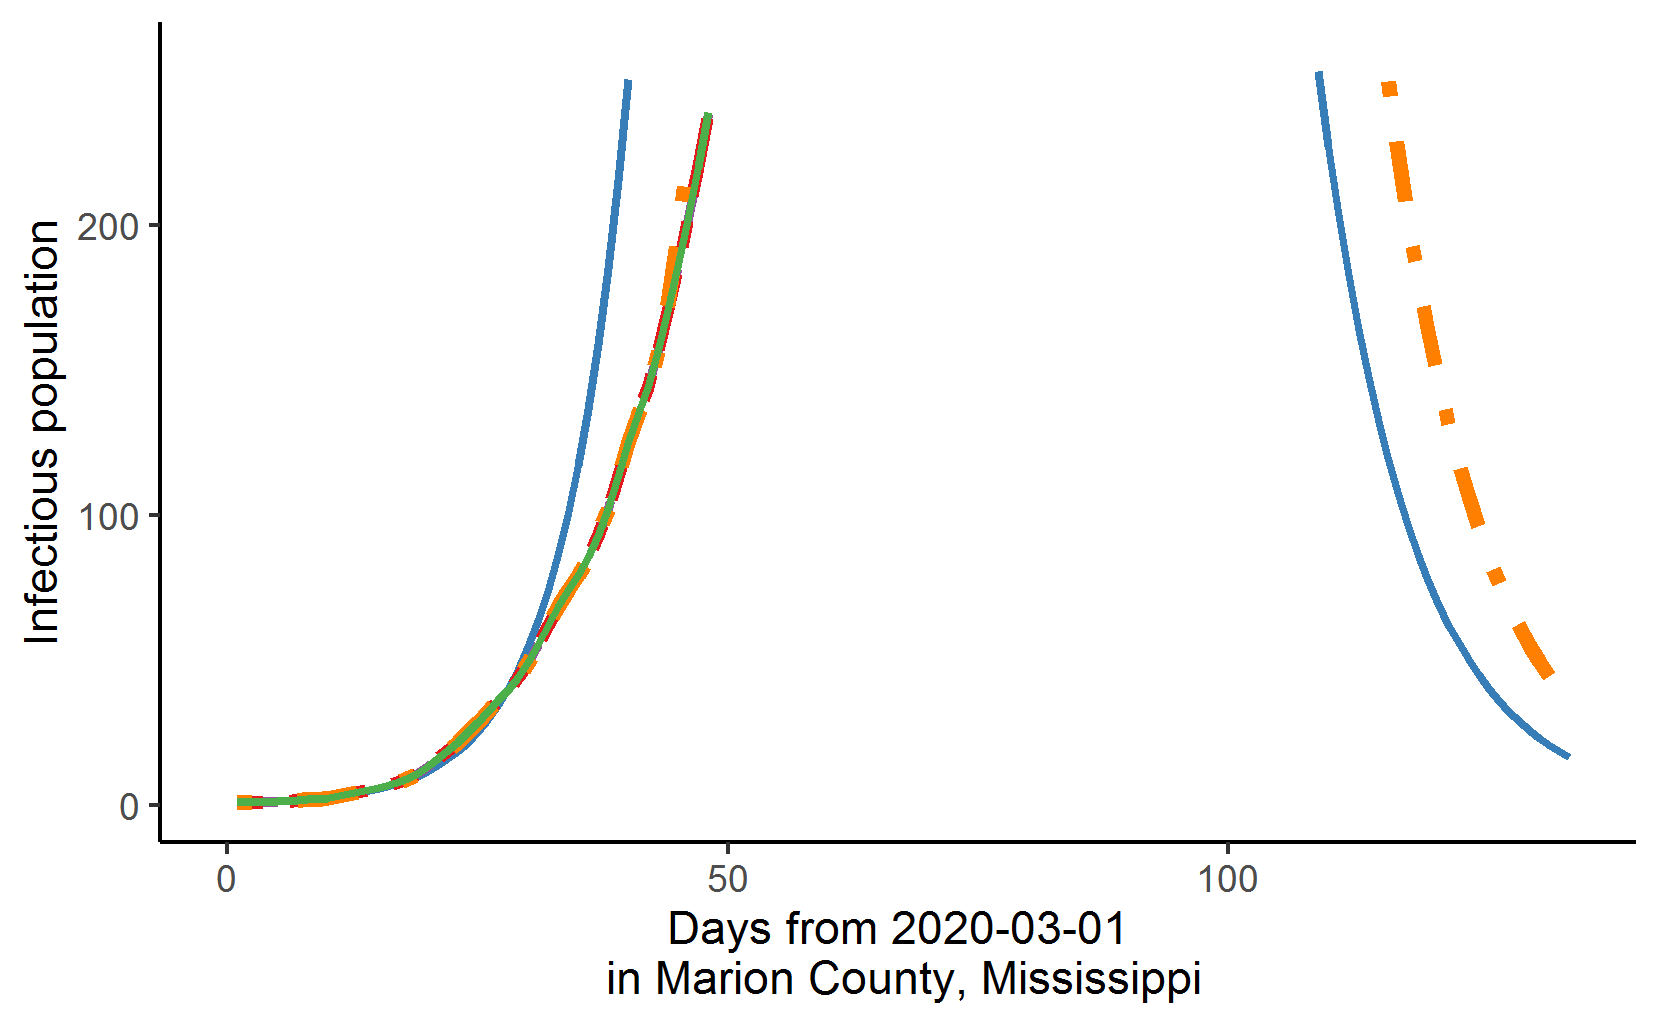 Infectious population
200
100
0
0 50 100
Days from 2020-03-01
in Marion County, Mississippi